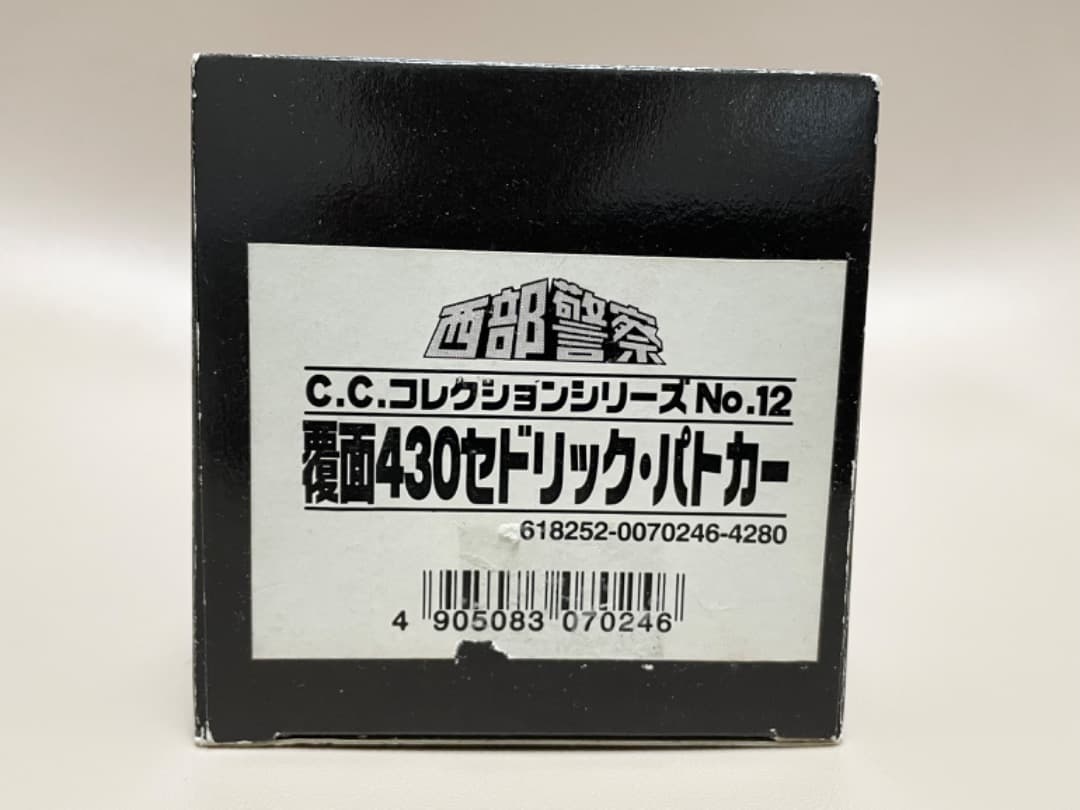 西部警察
C.C.コレクションシリーズNo.12
覆面430セドリック・パトカー
618252-0070246-4280
4 905083 070246